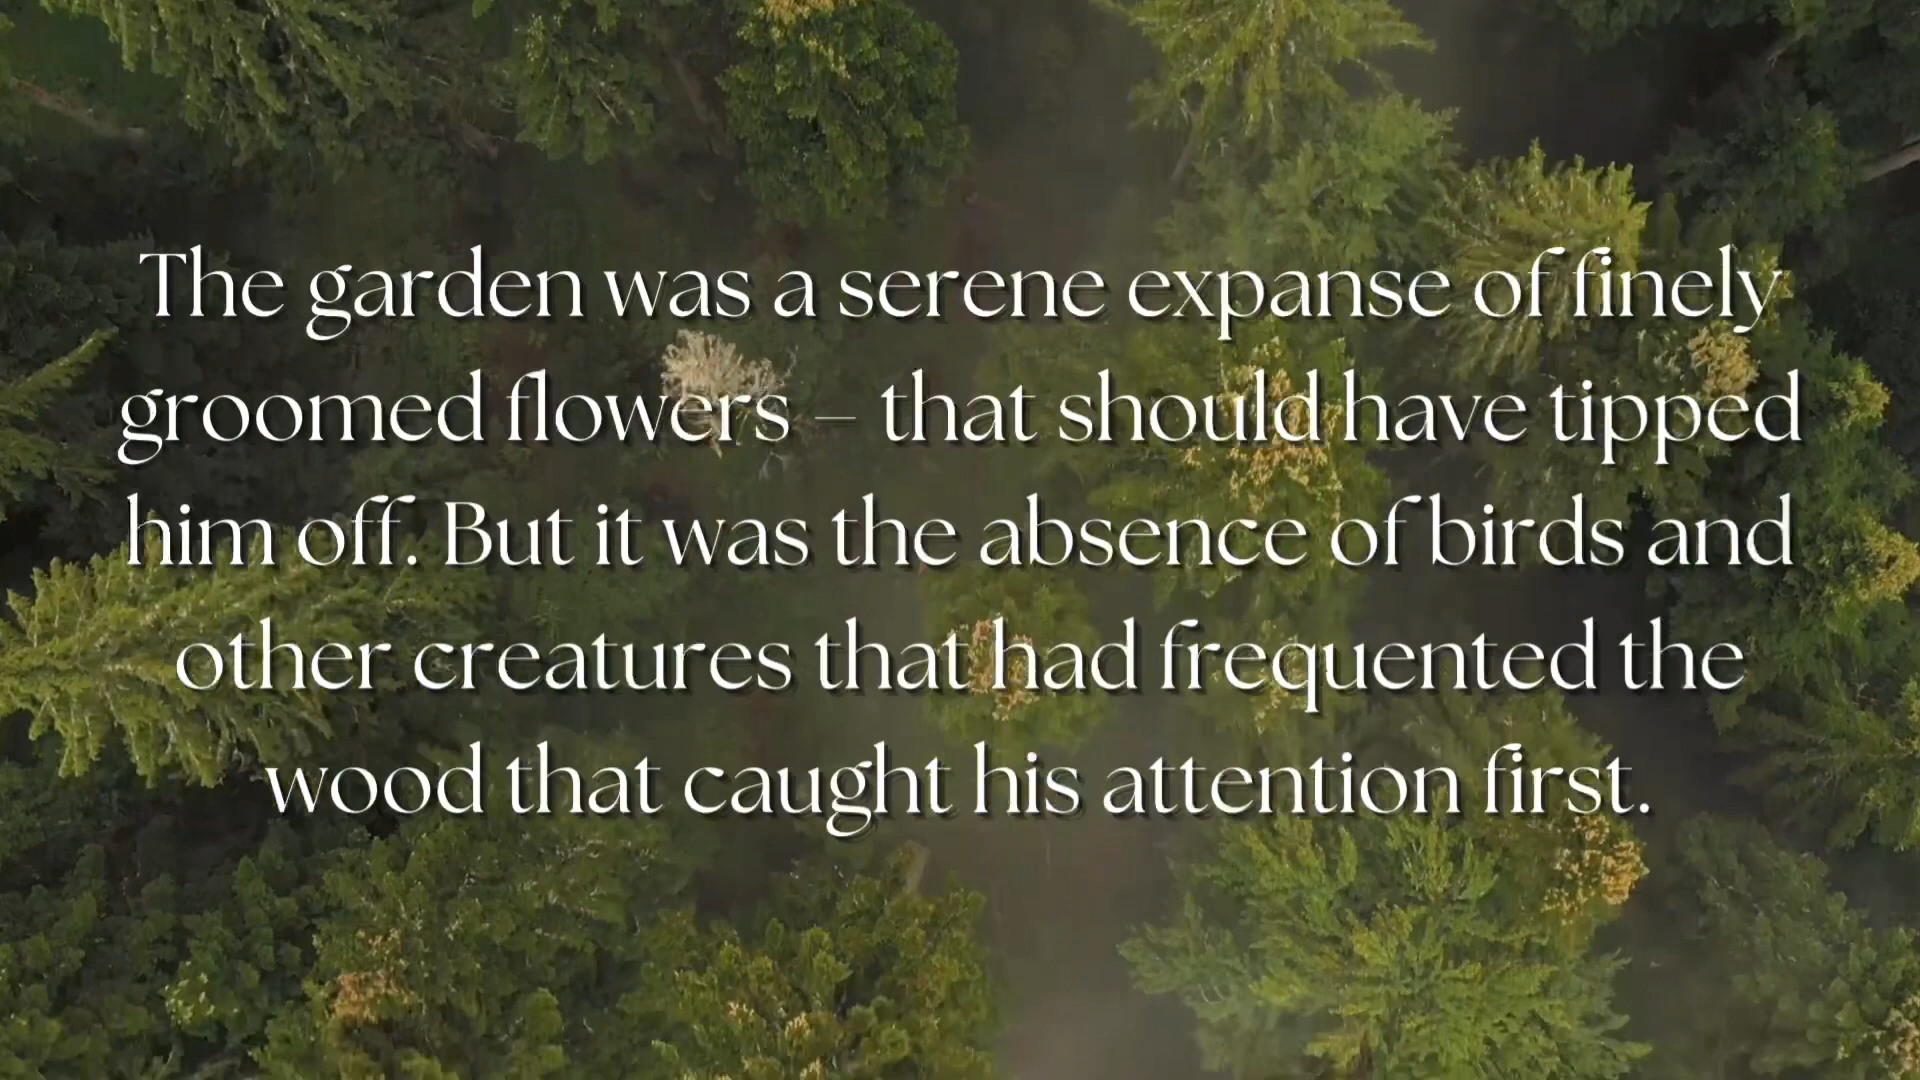 The garden was a serene expanse of finely
groomed flowers – that should have tipped
him off. But it was the absence of birds and
other creatures that had frequented the
wood that caught his attention first.